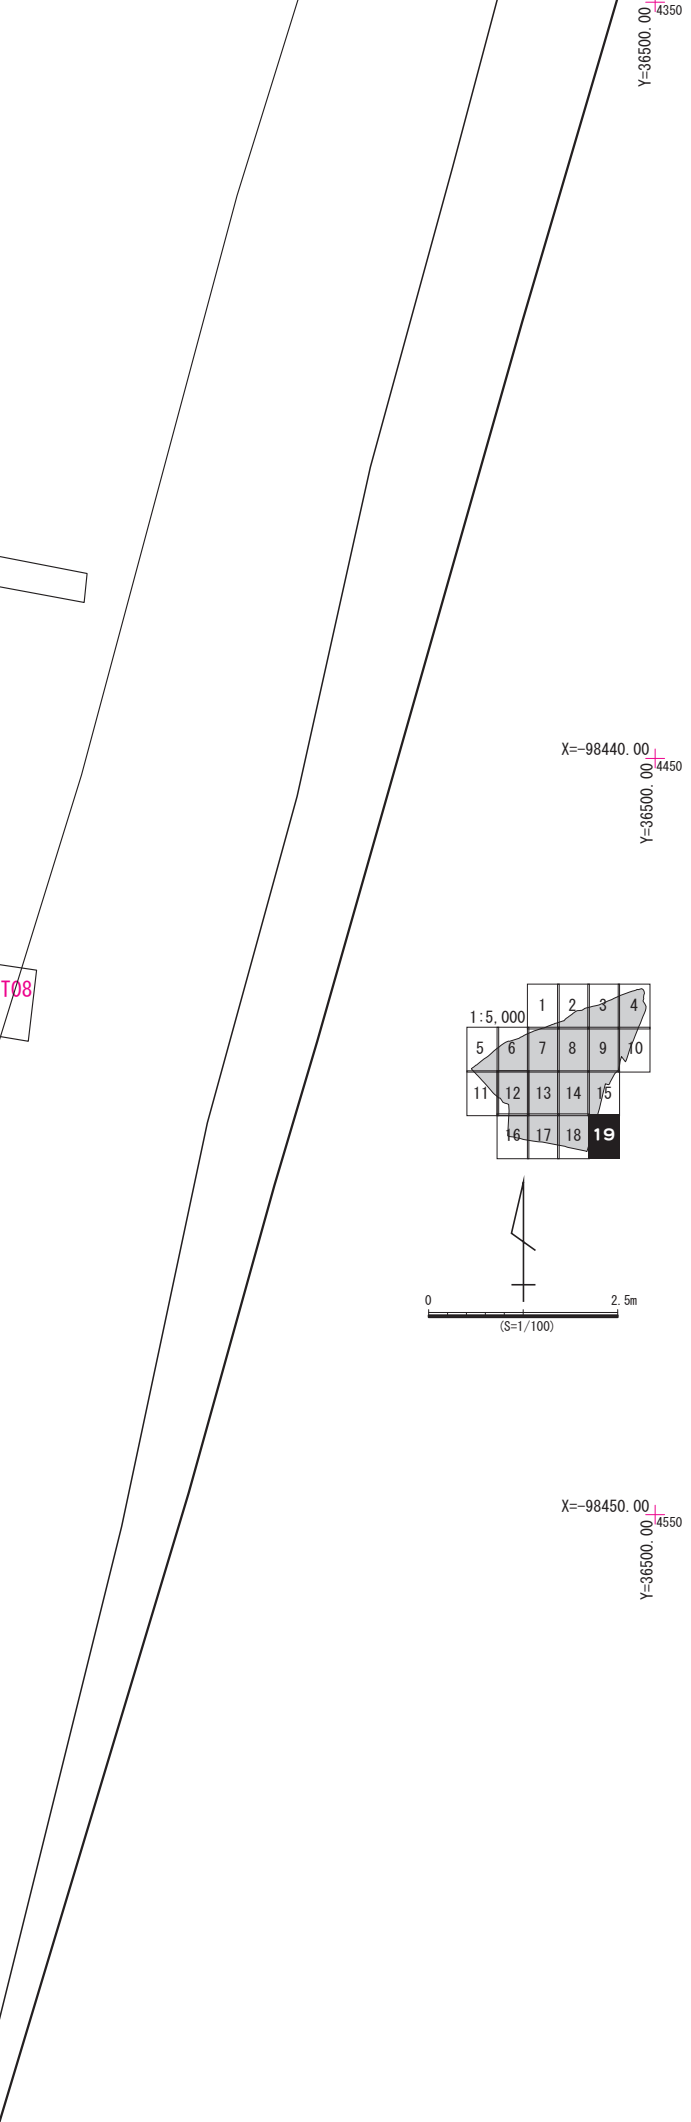 4350
Y=36500.00
X=-98440.00
4450
Y=36500.00
T08
1 2 3 4
1:5,000
5 6 7 8 9 10
11 12 13 14 15
16 17 18 19
0 2.5m
(S=1/100)
X=-98450.00
4550
Y=36500.00